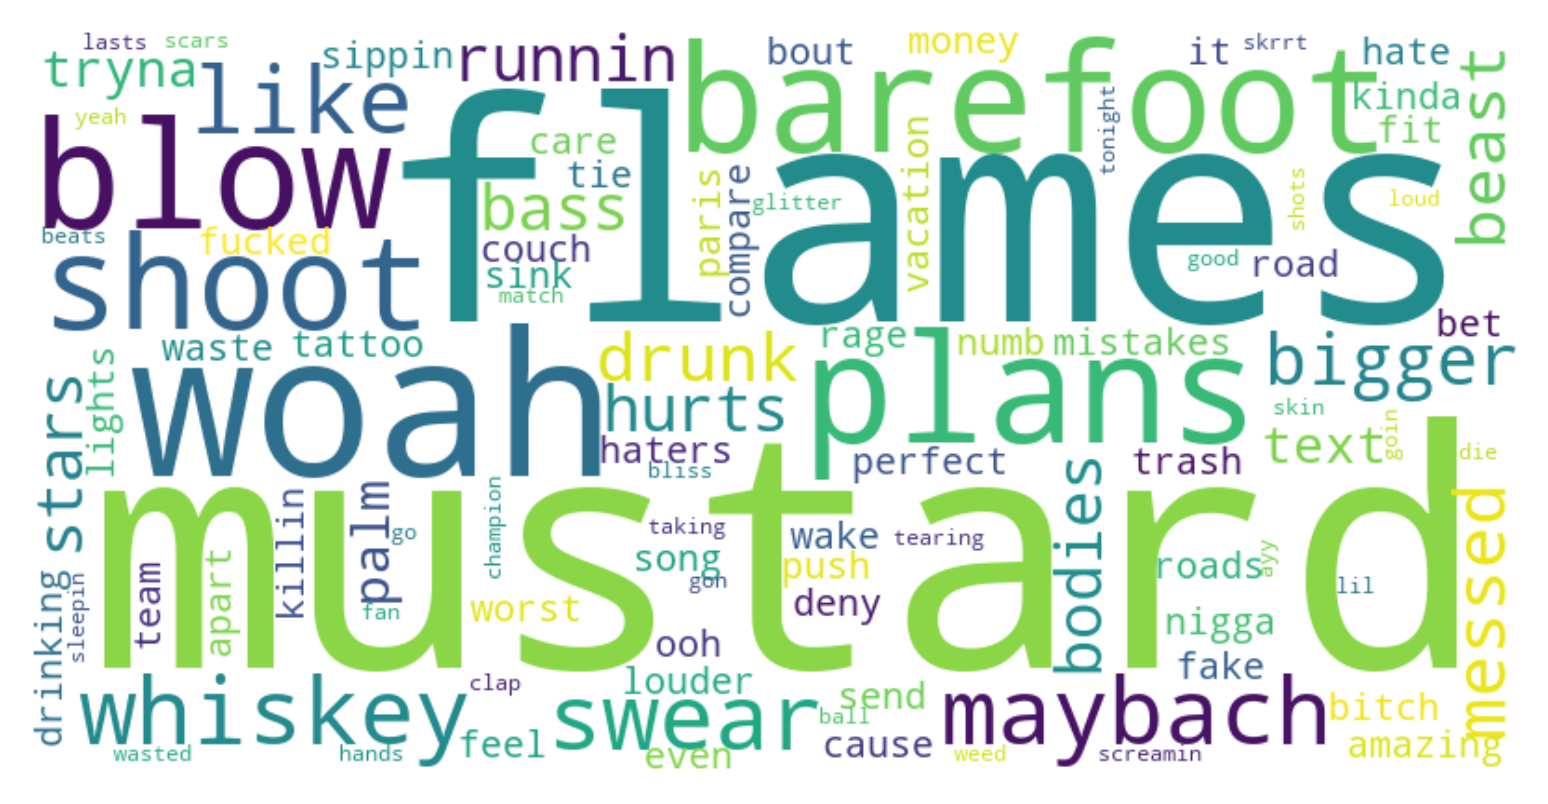 lasts
scars
tryna
like
sippin
runnin
barefoot
bout
money
it
skrrt
hate
kinda
fit
beast
yeah
blow
flames
care
tie
bass
paris
compare
glitter
vacation
tonight
shots
loud
beats
fucked
shoot
couch
sink
match
good
road
bet
waste
tattoo
lights
woah
drunk
hurts
rage
plans
numb
mistakes
bigger
skin
text
goin
die
stars
haters
bliss
perfect
trash
mustard
killin
palm
go
champion
taking
song
goh
wake
tearing
push
deny
bodies
roads
ayy
lil
messed
drinking
sleepin
team
apart
fan
worst
ooh
nigga
fake
whiskey
clap
louder
swear
send
ball
maybach
bitch
amazing
wasted
hands
feel
even
cause
weed
screamin